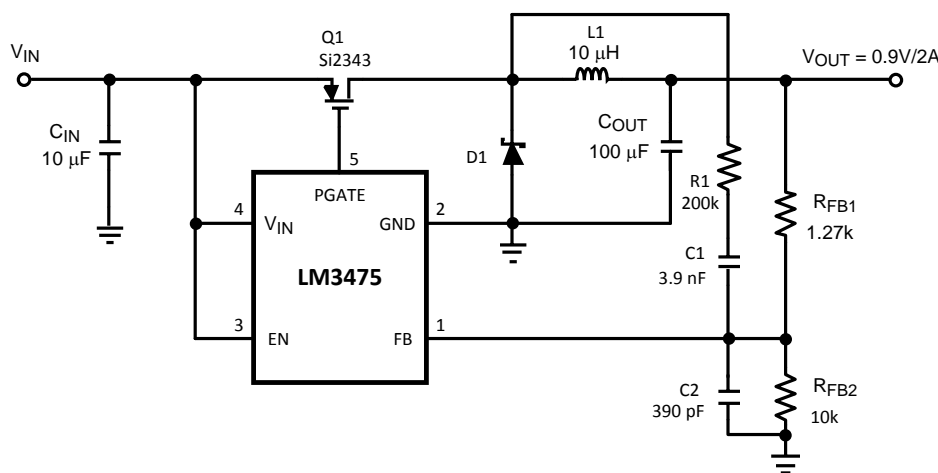 V_IN
Q1
Si2343
L1
10 μH
V_OUT = 0.9V/2A
C_IN
10 μF
5
D1
C_OUT
100 μF
R1
200k
R_FB1
1.27k
PGATE
4
V_IN
GND
2
LM3475
C1
3.9 nF
3
EN
FB
1
C2
390 pF
R_FB2
10k